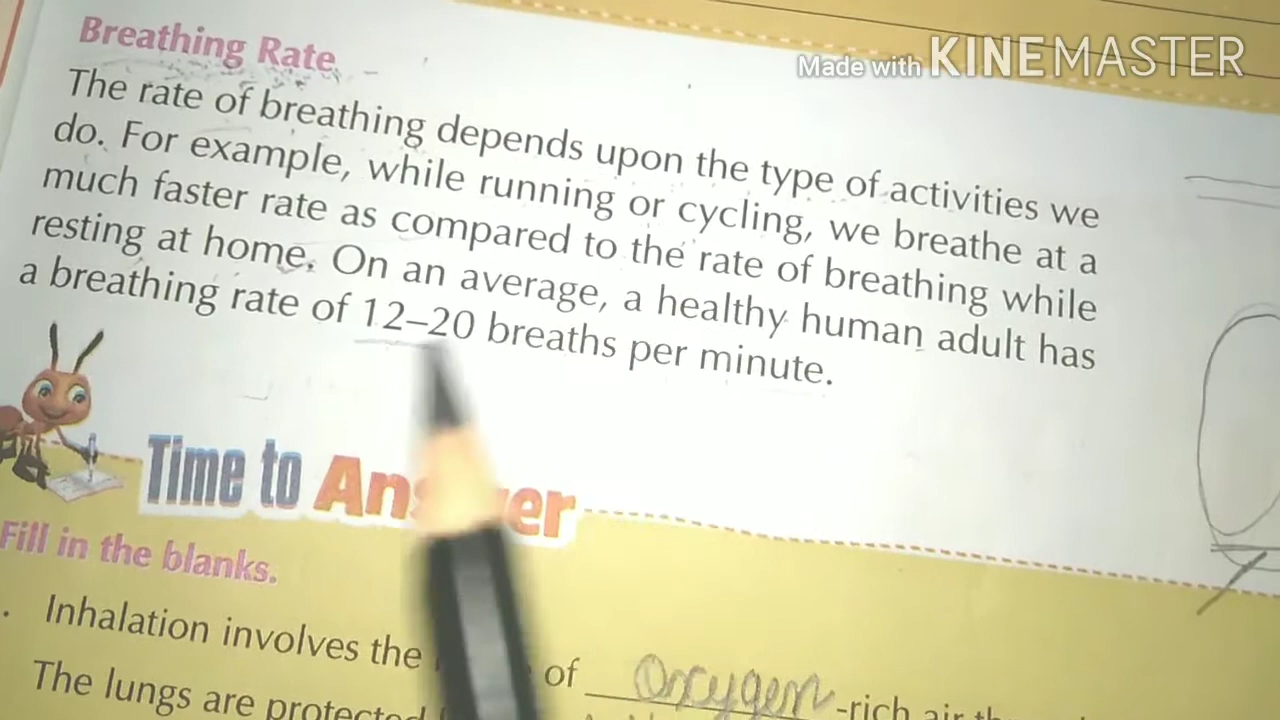 Made with KINEMASTER
Breathing Rate
The rate of breathing depends upon the type of activities we
do. For example, while running or cycling, we breathe at a
much faster rate as compared to the rate of breathing while
resting at home. On an average, a healthy human adult has
a breathing rate of 12–20 breaths per minute.
Time to Answer
Fill in the blanks.
Inhalation involves the of Oxygen -rich air
The lungs are protected